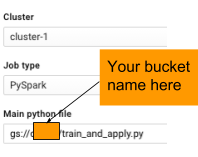 Cluster
cluster-1
Job type
PySpark
Your bucket
name here
Main python file
gs:// /train_and_apply.py